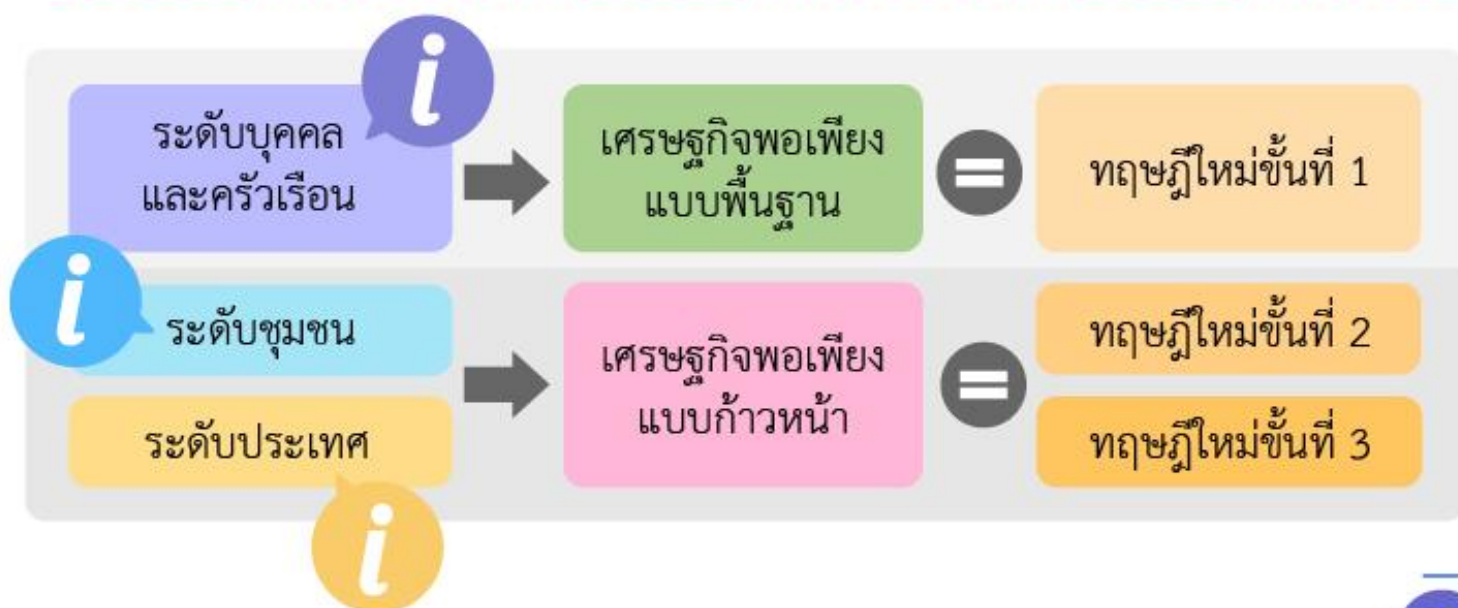 ระดับบุคคล
และครัวเรือน
เศรษฐกิจพอเพียง
แบบพื้นฐาน
=
ทฤษฎีใหม่ขั้นที่ 1
ระดับชุมชน
ระดับประเทศ
เศรษฐกิจพอเพียง
แบบก้าวหน้า
=
ทฤษฎีใหม่ขั้นที่ 2
ทฤษฎีใหม่ขั้นที่ 3